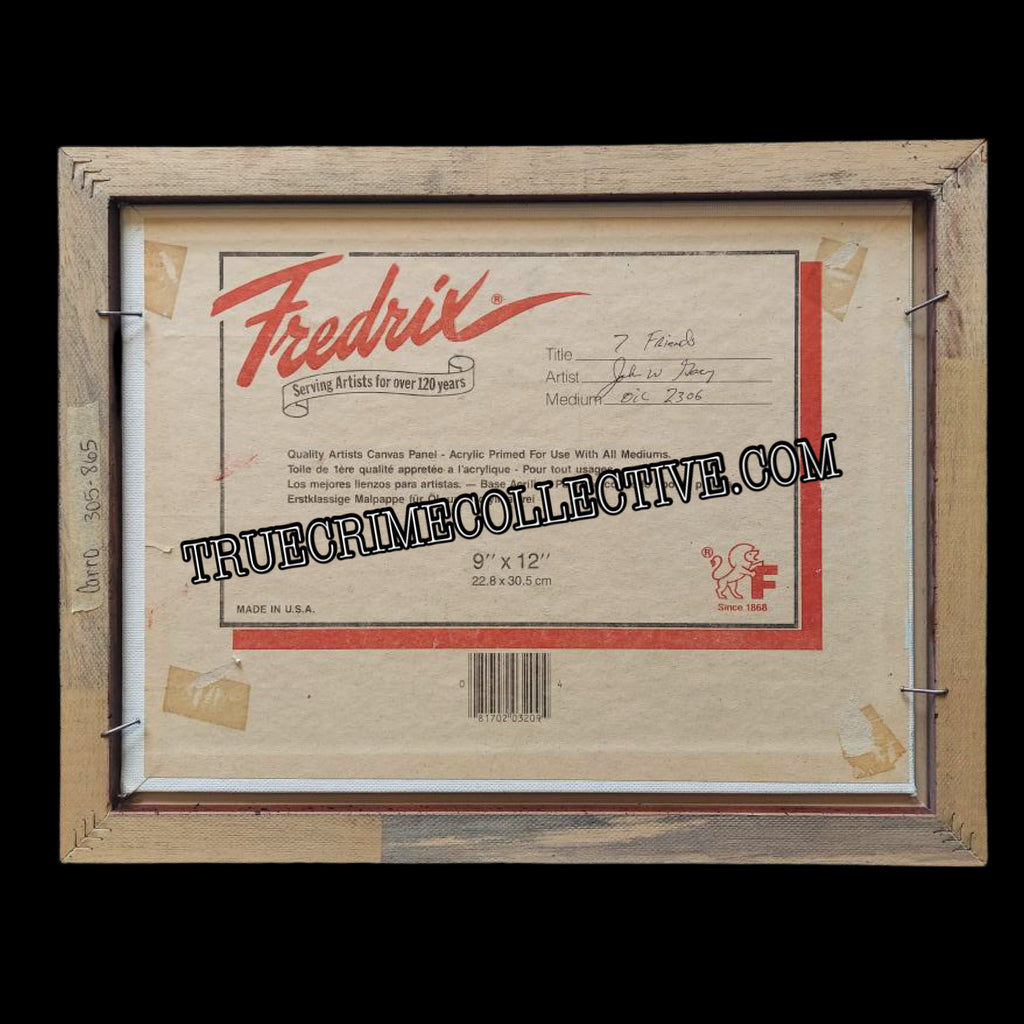 Fredrix®
Serving Artists for over 120 years
Title 7 Friends
Artist John W Gacy
Medium OiL 2306
Quality Artists Canvas Panel - Acrylic Primed For Use With All Mediums.
Toile de 1ère qualité appretée a l'acrylique - Pour tout usages
Los mejores lienzos para artistas. — Base
Erstklassige Malpappe für
TRUECRIMECOLLECTIVE.COM
9" x 12"
22.8 x 30.5 cm
® F
Since 1868
MADE IN U.S.A.
0 81702 03209 4
305-865